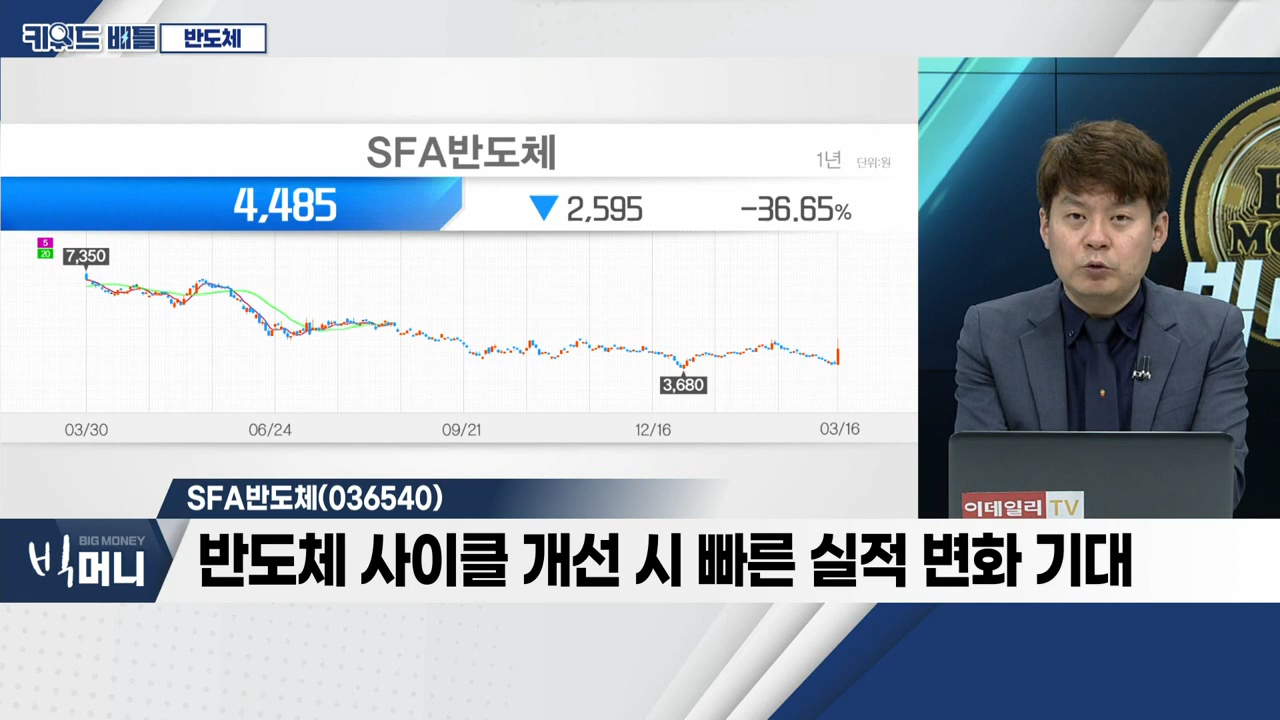 키워드 배틀 반도체
SFA반도체
1년 단위:원
4,485 ▼ 2,595 -36.65%
5
20
7,350
3,680
03/30 06/24 09/21 12/16 03/16
이데일리 TV
SFA반도체(036540)
BIG MONEY
빅머니
반도체 사이클 개선 시 빠른 실적 변화 기대